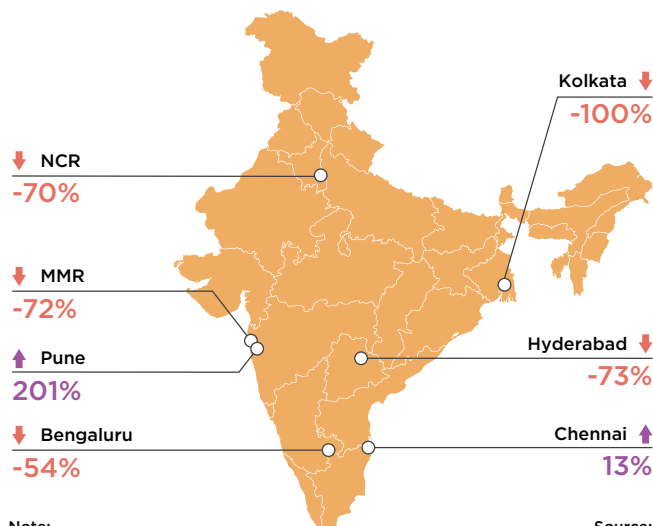 Kolkata
-100%
NCR
-70%
MMR
-72%
Pune
201%
Hyderabad
-73%
Bengaluru
-54%
Chennai
13%
Note:
Source: